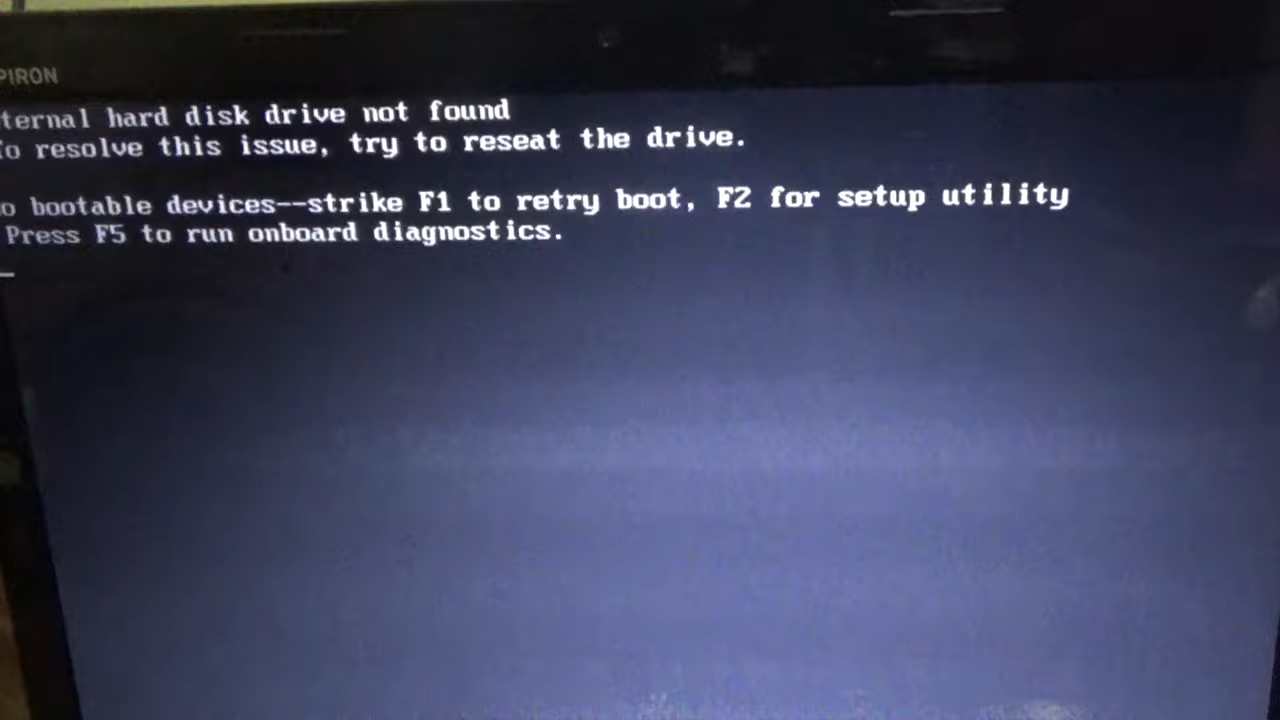 PIRON
ternal hard disk drive not found
To resolve this issue, try to reseat the drive.
o bootable devices--strike F1 to retry boot, F2 for setup utility
Press F5 to run onboard diagnostics.